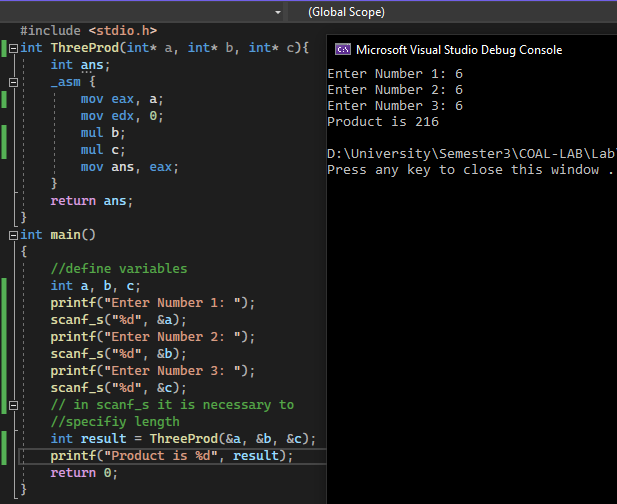 (Global Scope)
#include <stdio.h>
int ThreeProd(int* a, int* b, int* c){
int ans;
_asm {
mov eax, a;
mov edx, 0;
mul b;
mul c;
mov ans, eax;
}
return ans;
}
int main()
{
//define variables
int a, b, c;
printf("Enter Number 1: ");
scanf_s("%d", &a);
printf("Enter Number 2: ");
scanf_s("%d", &b);
printf("Enter Number 3: ");
scanf_s("%d", &c);
// in scanf_s it is necessary to
//specifiy length
int result = ThreeProd(&a, &b, &c);
printf("Product is %d", result);
return 0;
}
Microsoft Visual Studio Debug Console
Enter Number 1: 6
Enter Number 2: 6
Enter Number 3: 6
Product is 216
D:\University\Semester3\COAL-LAB\Lab
Press any key to close this window .